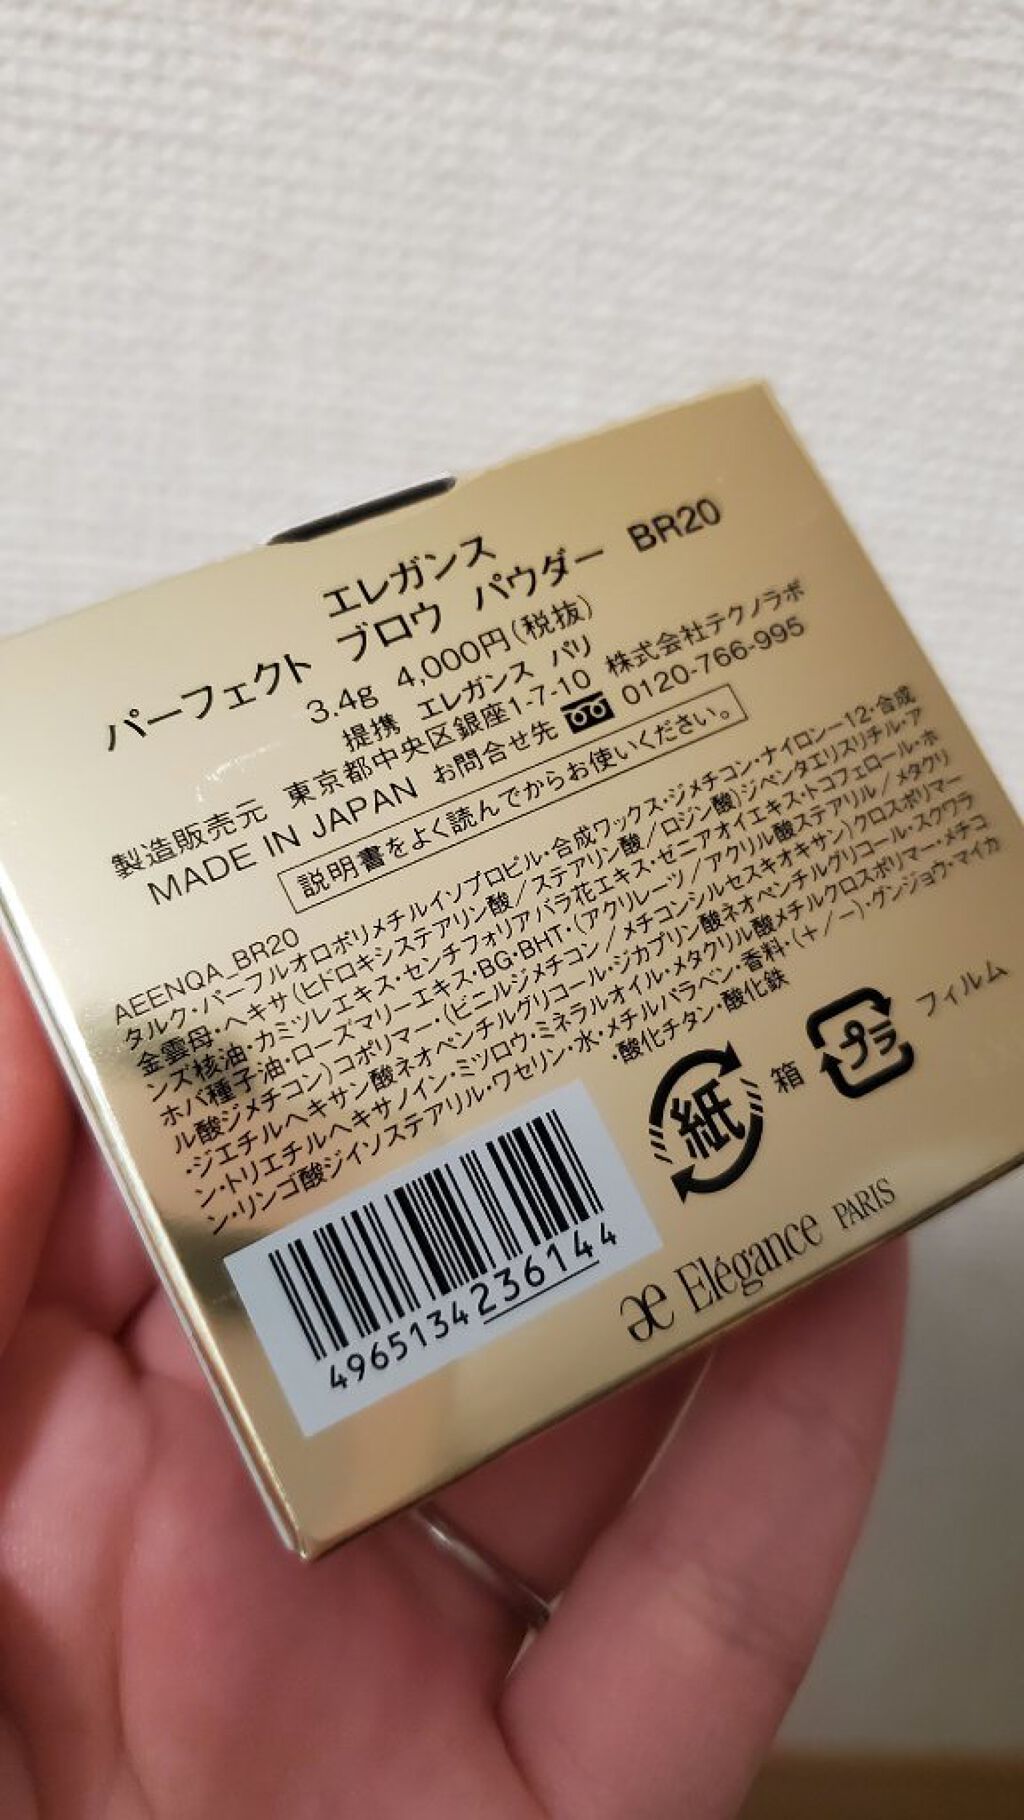 エレガンス
パーフェクト ブロウ パウダー BR20
3.4g 4,000円(税抜)
提携 エレガンス パリ
製造販売元 東京都中央区銀座1-7-10 株式会社テクノラボ
MADE IN JAPAN お問合せ先 0120-766-995
説明書をよく読んでからお使いください。
AEENQA_BR20
タルク・パーフルオロポリメチルイソプロピル・合成ワックス・ジメチコン・ナイロン-12・合成
金雲母・ヘキサ(ヒドロキシステアリン酸/ステアリン酸/ロジン酸)ジペンタエリスリチル・ア
ンズ核油・カミツレエキス・センチフォリアバラ花エキス・ゼニアオイエキス・トコフェロール・ホ
ホバ種子油・ローズマリーエキス・BG・BHT・(アクリレーツ/アクリル酸ステアリル/メタクリ
ル酸ジメチコン)コポリマー・(ビニルジメチコン/メチコンシルセスキオキサン)クロスポリマー
・ジエチルヘキサン酸ネオペンチルグリコール・ジカプリン酸ネオペンチルグリコール・スクワラ
ン・トリエチルヘキサノイン・ミツロウ・ミネラルオイル・メタクリル酸メチルクロスポリマー・メチコ
ン・リンゴ酸ジイソステアリル・ワセリン・水・メチルパラベン・香料・(+/-)・グンジョウ・マイカ
・酸化チタン・酸化鉄
紙 箱 プラ フィルム
4965134236144
æ Elégance PARIS